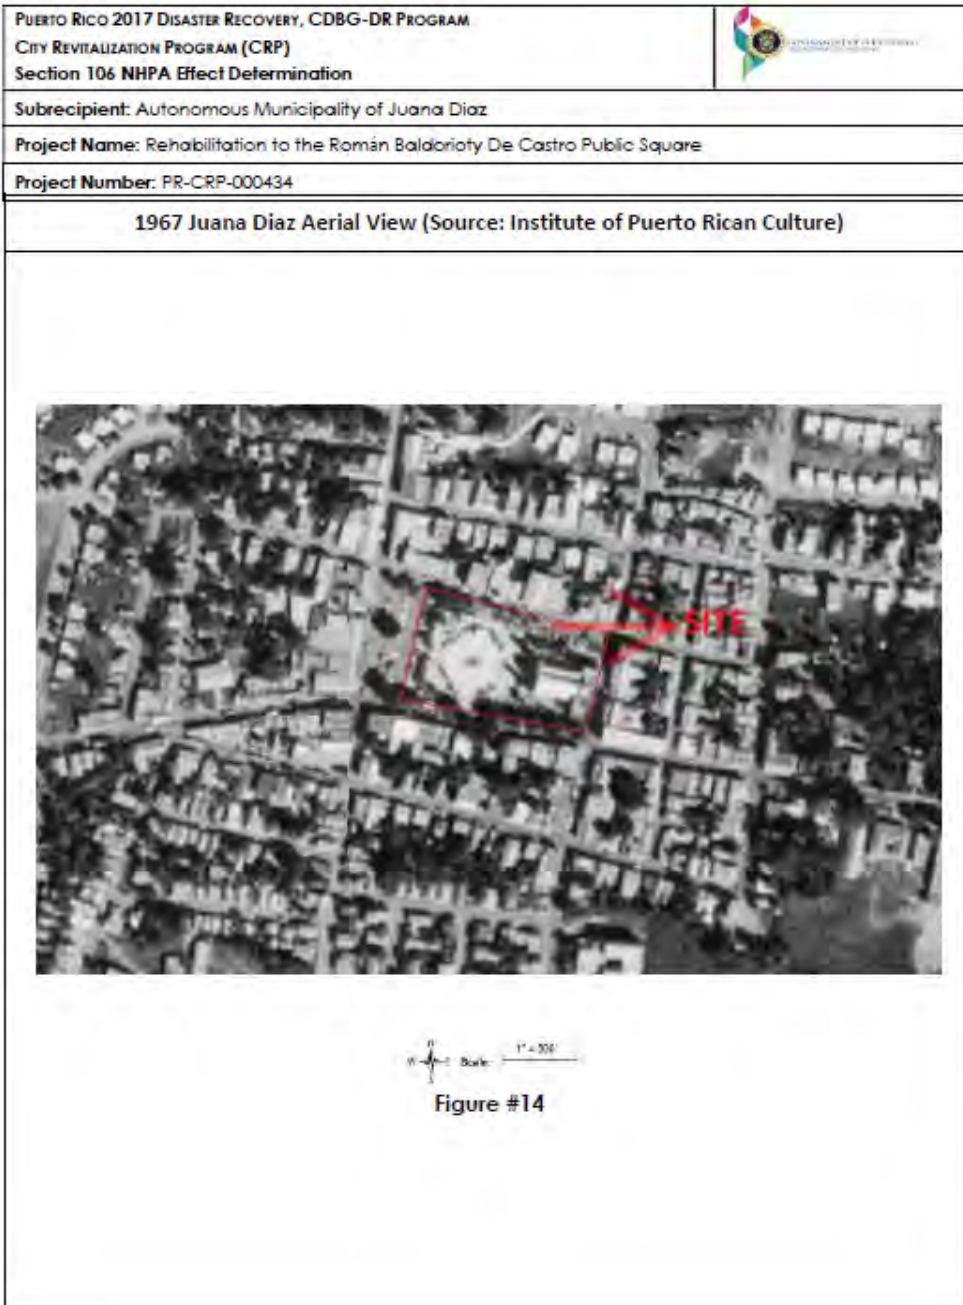 PUERTO RICO 2017 DISASTER RECOVERY, CDBG-DR PROGRAM
CITY REVITALIZATION PROGRAM (CRP)
Section 106 NHPA Effect Determination
Subrecipient: Autonomous Municipality of Juana Diaz
Project Name: Rehabilitation to the Román Baldorioty De Castro Public Square
Project Number: PR-CRP-000434
1967 Juana Diaz Aerial View (Source: Institute of Puerto Rican Culture)
SITE
Scale:
Figure #14